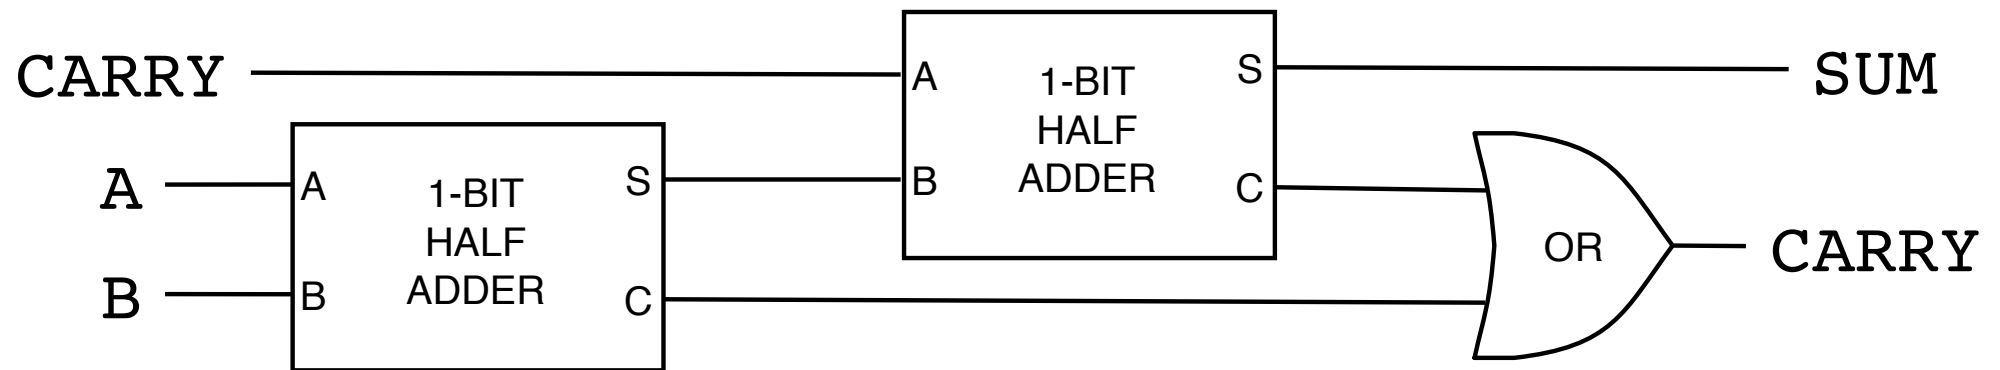 CARRY
A
B
A
B
1-BIT
HALF
ADDER
S
C
A
B
1-BIT
HALF
ADDER
S
C
OR
SUM
CARRY